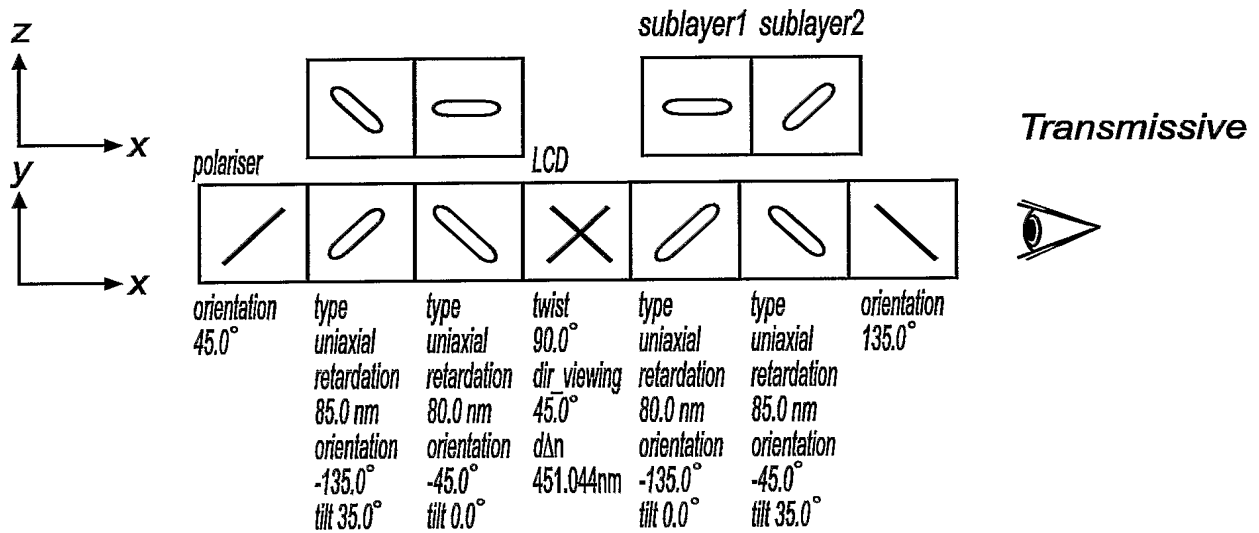 sublayer1 sublayer2
z
x
Transmissive
y
polariser
LCD
x
orientation
45.0°
type
uniaxial
retardation
85.0 nm
orientation
-135.0°
tilt 35.0°
type
uniaxial
retardation
80.0 nm
orientation
-45.0°
tilt 0.0°
twist
90.0°
dir_viewing
45.0°
dΔn
451.044nm
type
uniaxial
retardation
80.0 nm
orientation
-135.0°
tilt 0.0°
type
uniaxial
retardation
85.0 nm
orientation
-45.0°
tilt 35.0°
orientation
135.0°